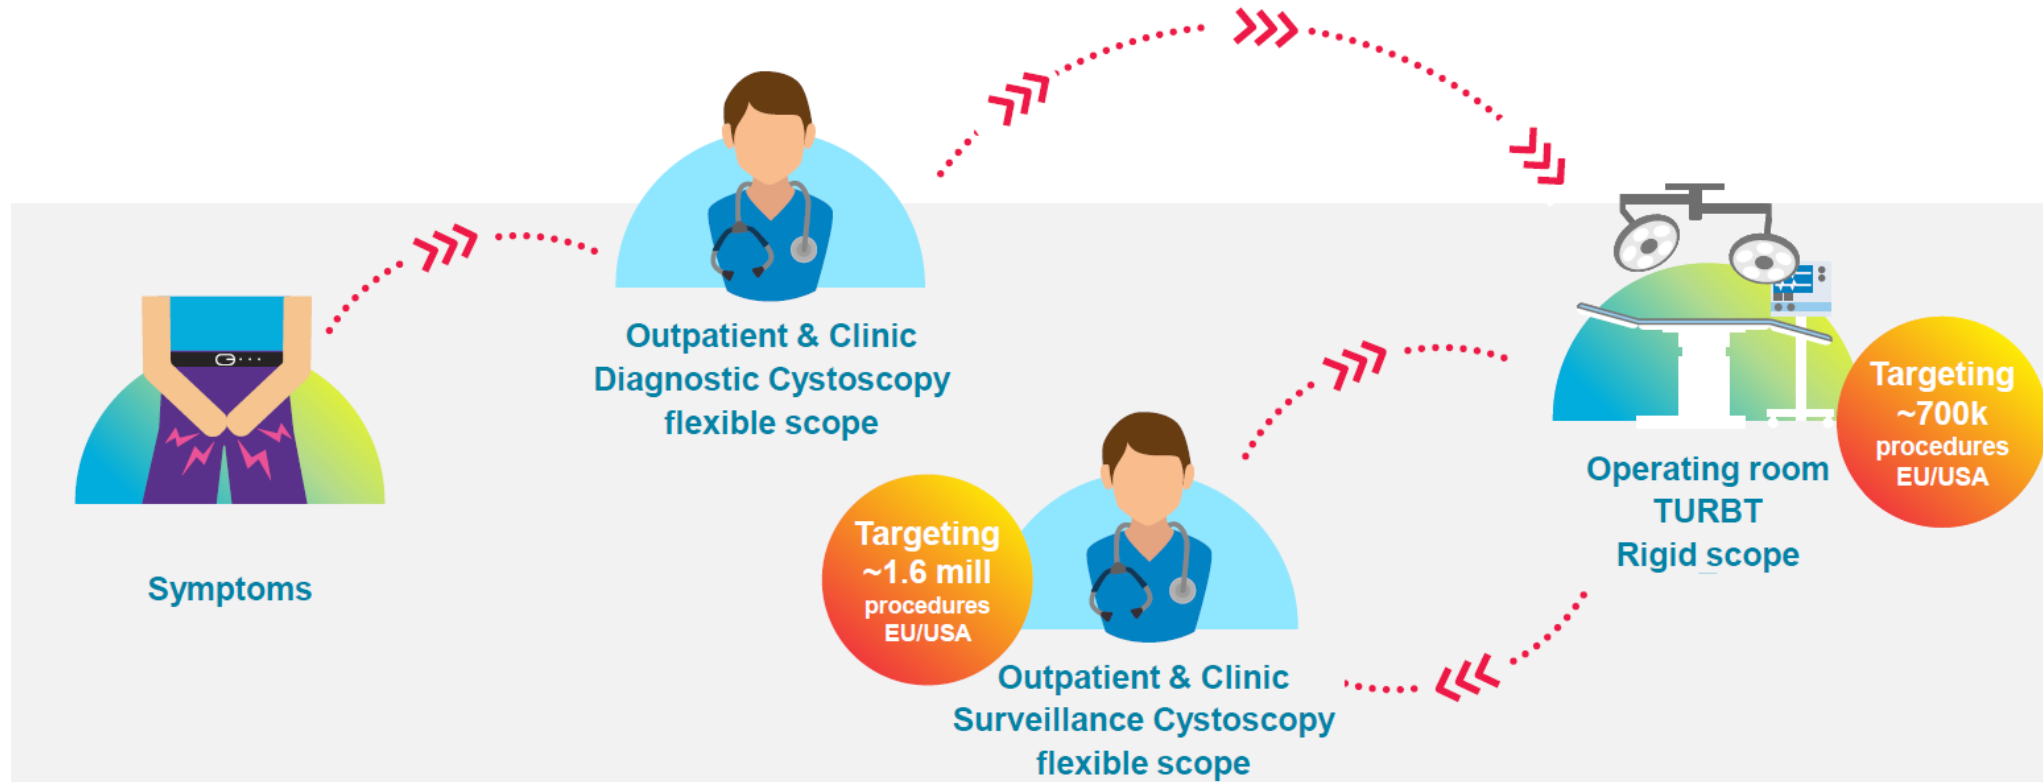 Symptoms
Outpatient & Clinic
Diagnostic Cystoscopy
flexible scope
Targeting
~1.6 mill
procedures
EU/USA
Outpatient & Clinic
Surveillance Cystoscopy
flexible scope
Operating room
TURBT
Rigid scope
Targeting
~700k
procedures
EU/USA